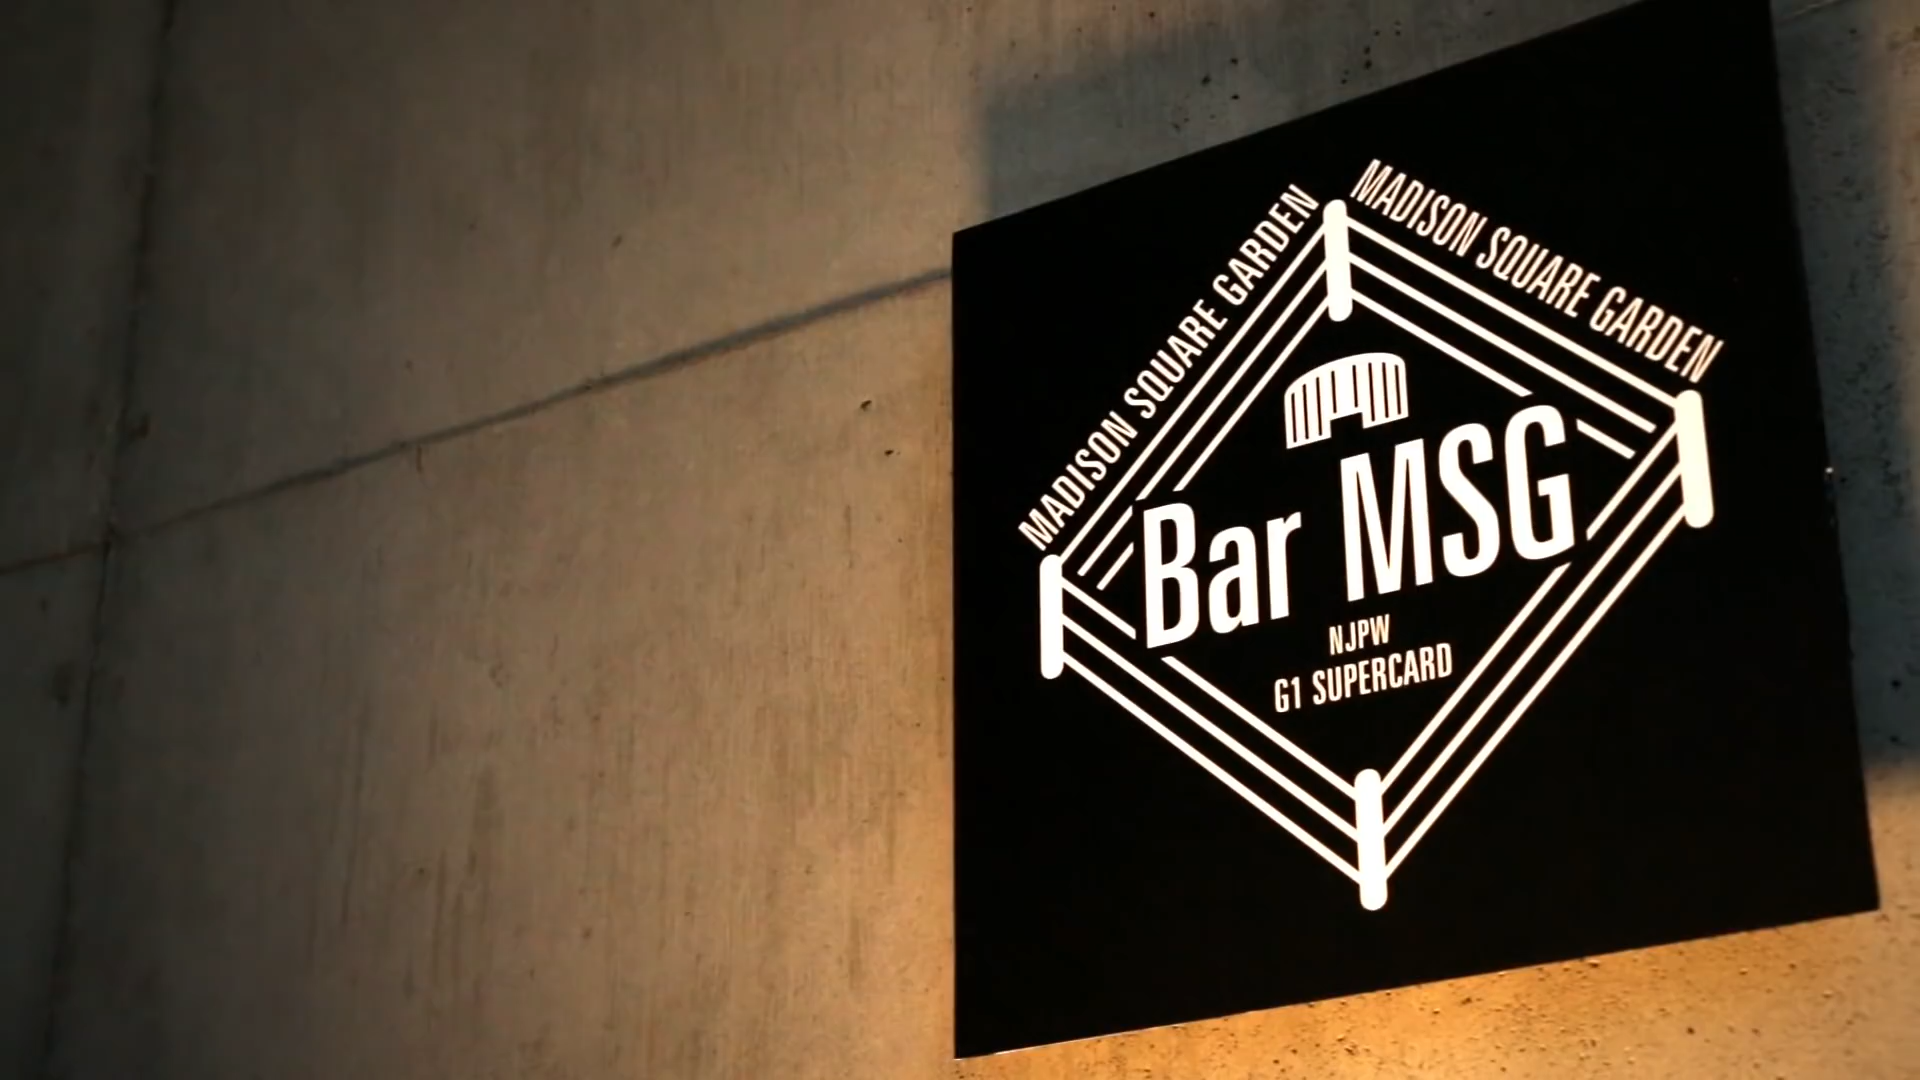 MADISON SQUARE GARDEN
MADISON SQUARE GARDEN
Bar MSG
NJPW
G1 SUPERCARD